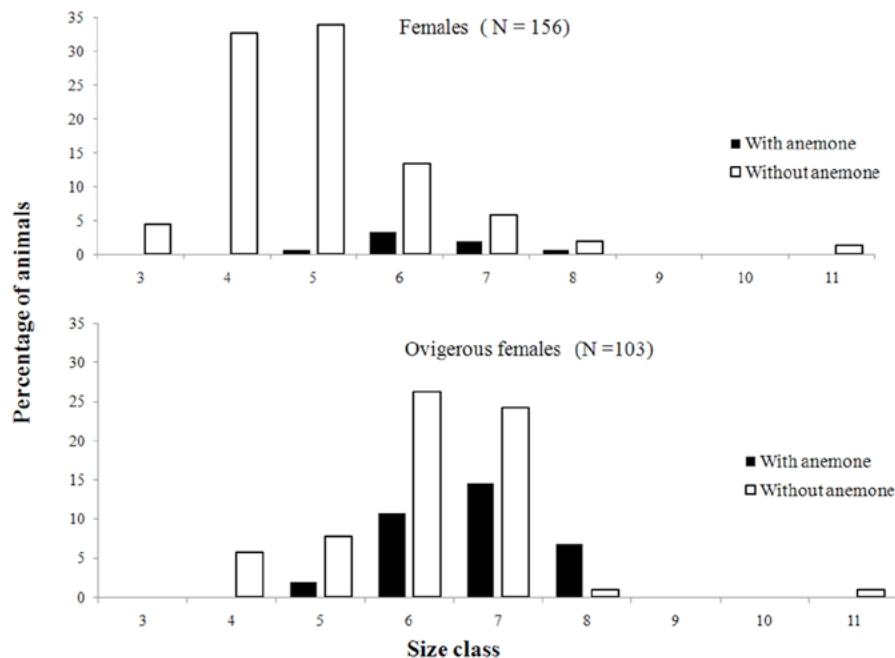 Percentage of animals
Females ( N = 156)
35
30
25
20
15
10
5
0
With anemone
Without anemone
3 4 5 6 7 8 9 10 11
Ovigerous females (N =103)
35
30
25
20
15
10
5
0
With anemone
Without anemone
3 4 5 6 7 8 9 10 11
Size class